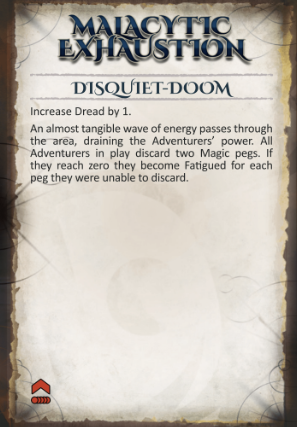 MALACYTIC
EXHAUSTION
DISQUIET-DOOM
Increase Dread by 1.
An almost tangible wave of energy passes through
the area, draining the Adventurers' power. All
Adventurers in play discard two Magic pegs. If
they reach zero they become Fatigued for each
peg they were unable to discard.